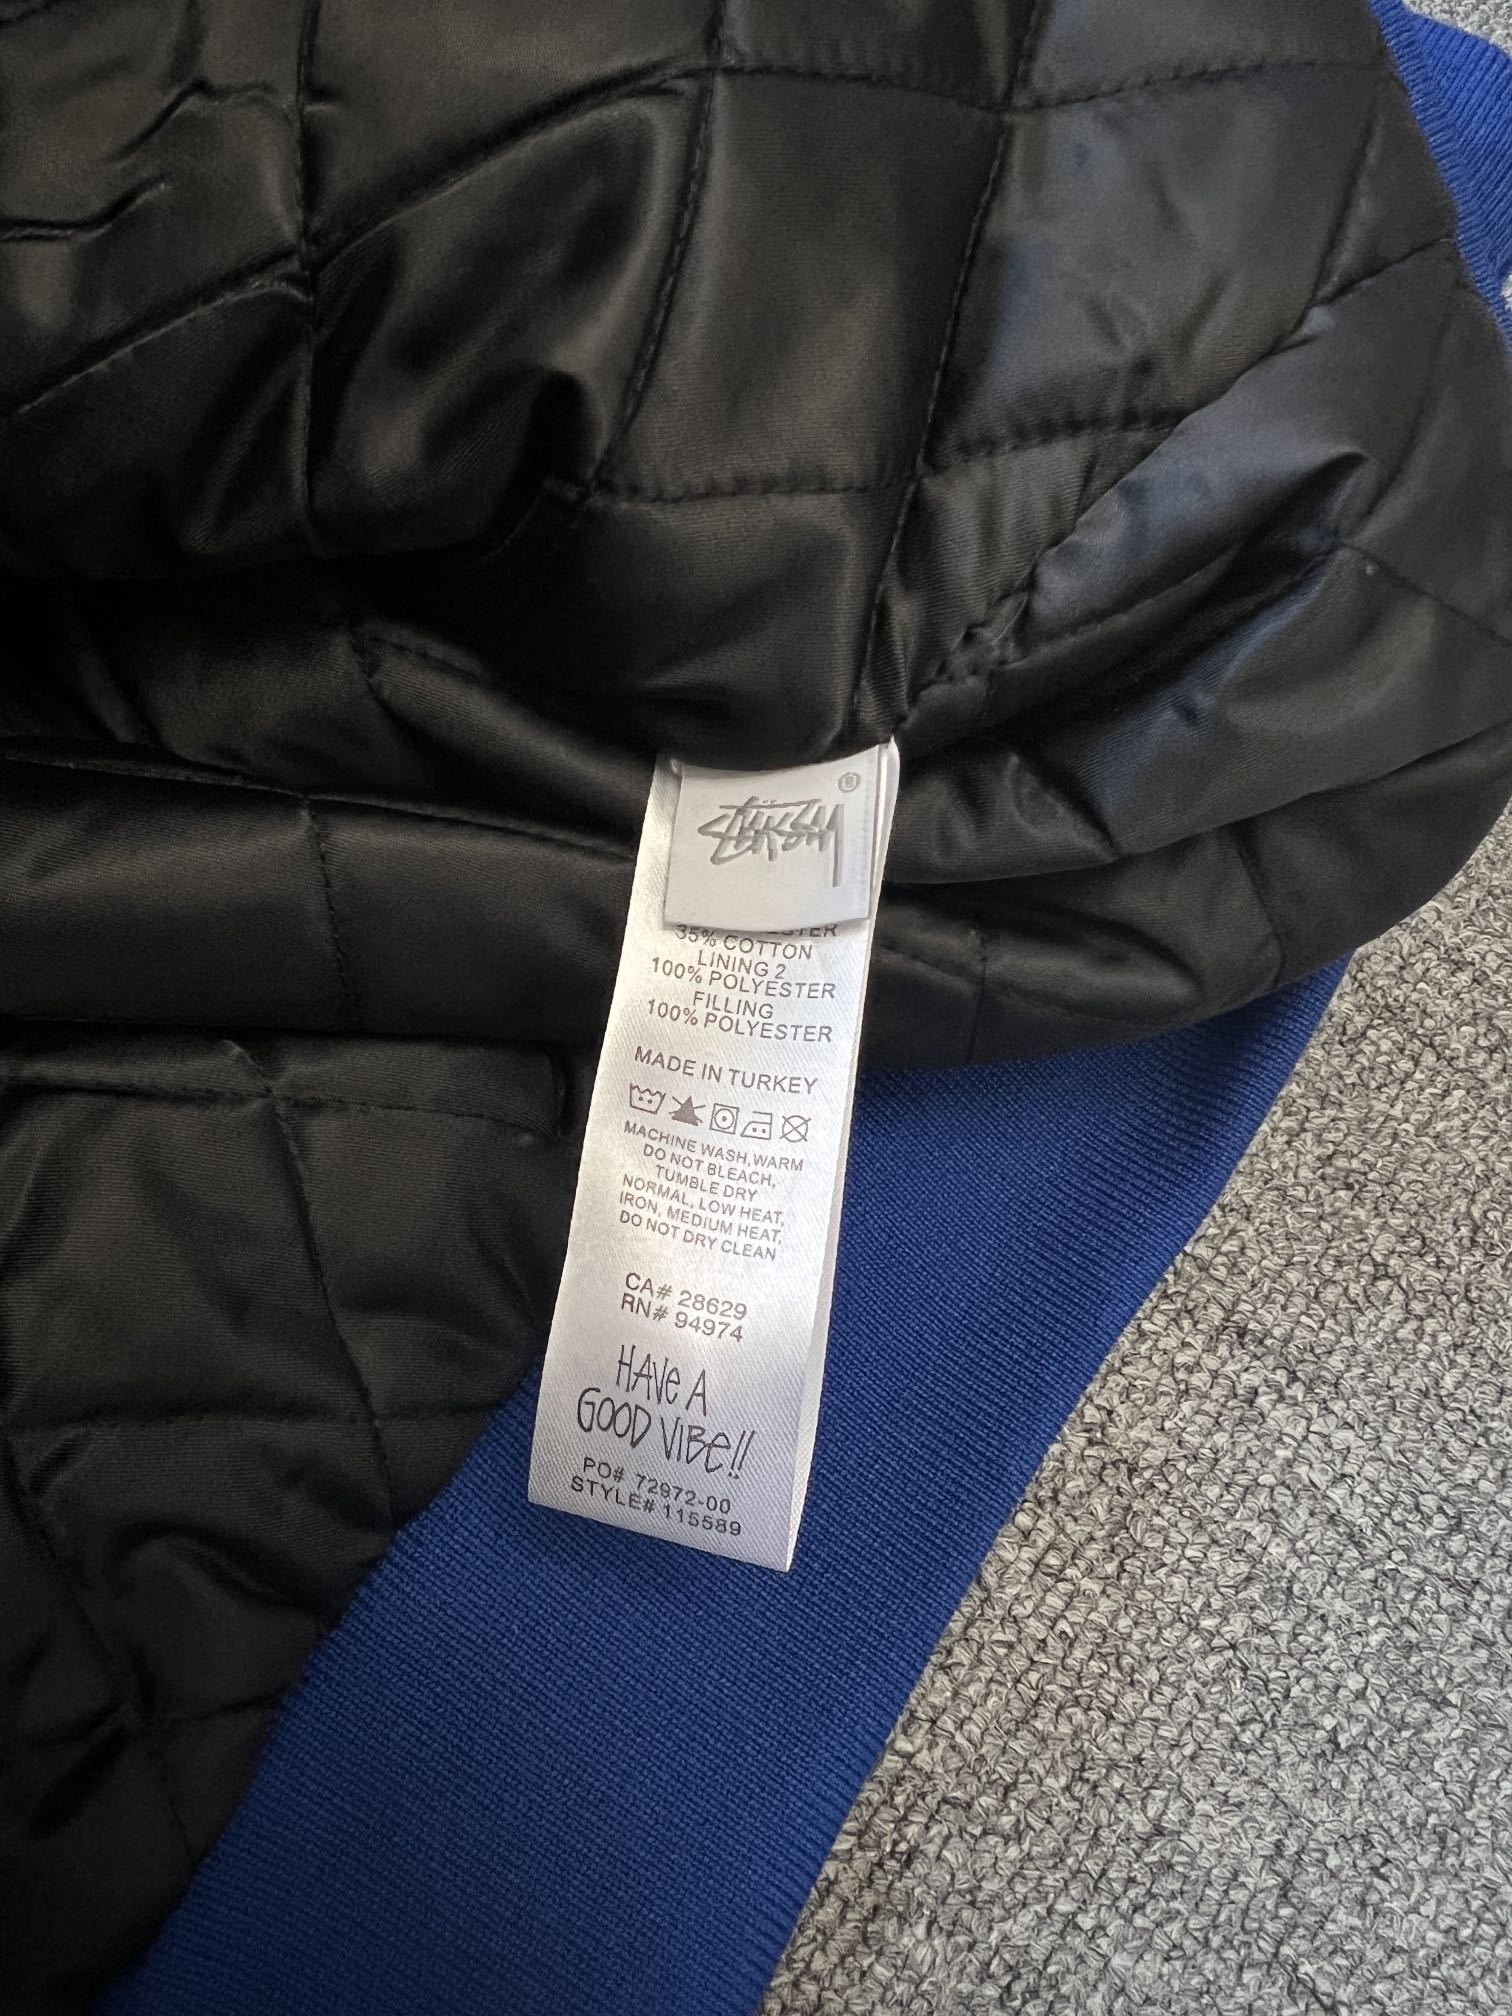 STÜSSY ®
35% COTTON
LINING 2
100% POLYESTER
FILLING
100% POLYESTER
MADE IN TURKEY
MACHINE WASH,WARM
DO NOT BLEACH,
TUMBLE DRY
NORMAL, LOW HEAT,
IRON, MEDIUM HEAT,
DO NOT DRY CLEAN
CA# 28629
RN# 94974
HAVe A
GOOD ViBe!!
PO# 72972-00
STYLE# 115589